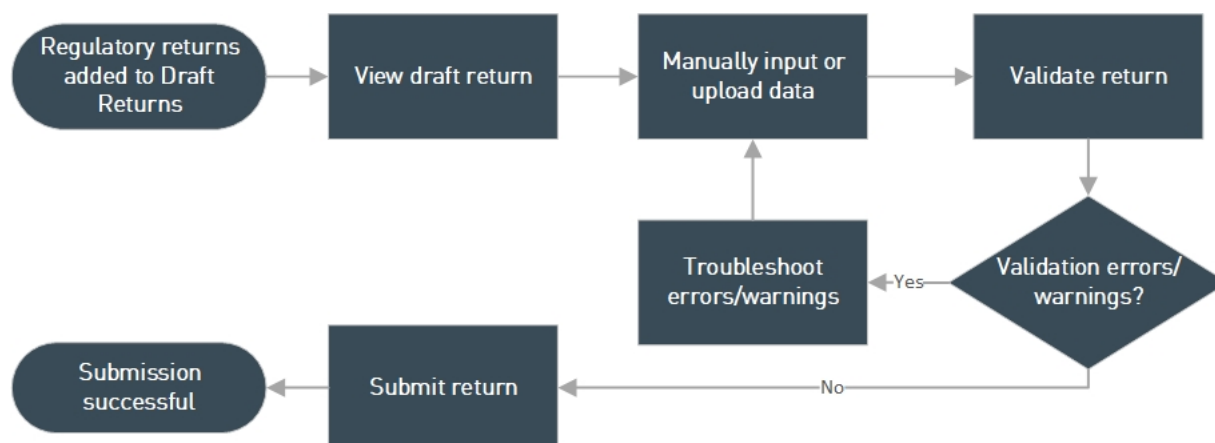 Regulatory returns
added to Draft
Returns
View draft return
Manually input or
upload data
Validate return
Troubleshoot
errors/warnings
Yes
Validation errors/
warnings?
Submission
successful
Submit return
No